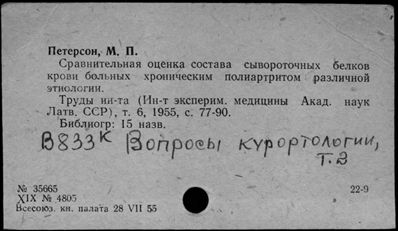 Петерсон, М. П.
Сравнительная оценка состава сывороточных белков
крови больных хроническим полиартритом различной
этиологии.
Труды ин-та (Ин-т эксперим. медицины Акад. наук
Латв. ССР), т. 6, 1955, с. 77-90.
Библиогр: 15 назв.
В833к Вопросы курортологии,
т.3
№ 35665 22-9
XIX № 4805
Всесоюз. кн. палата 28 VII 55